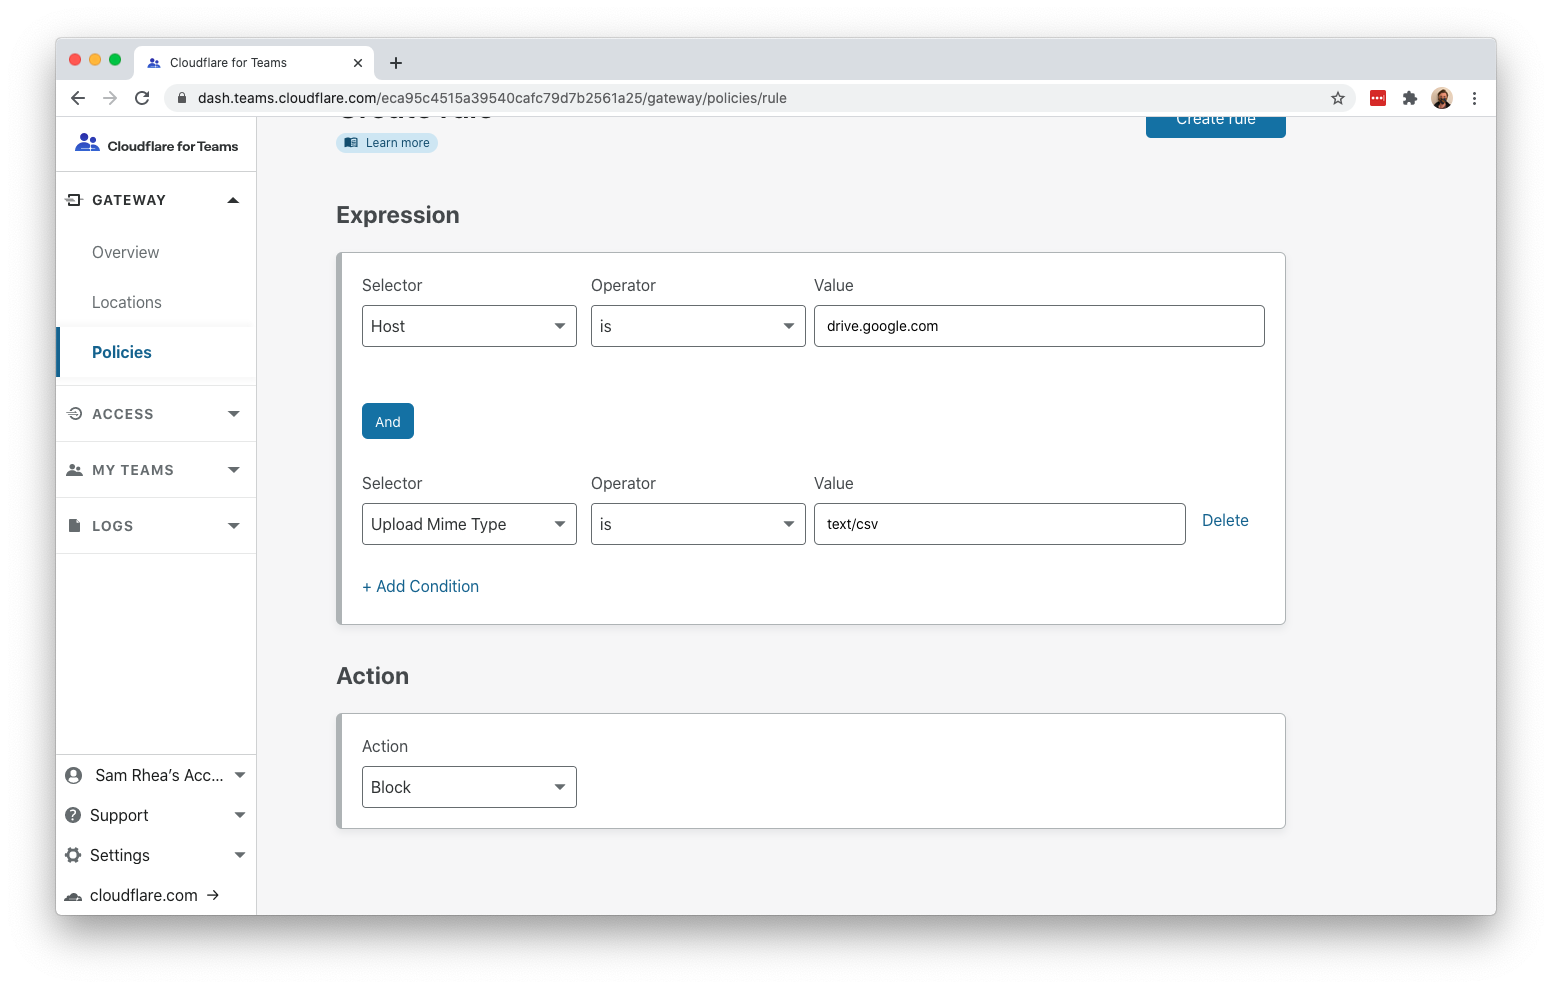 Cloudflare for Teams
dash.teams.cloudflare.com/eca95c4515a39540cafc79d7b2561a25/gateway/policies/rule
Cloudflare for Teams
Create rule
Create rule
Learn more
GATEWAY
Overview
Locations
Policies
ACCESS
MY TEAMS
LOGS
Sam Rhea’s Acc...
Support
Settings
cloudflare.com →
Expression
Selector Operator Value
Host is drive.google.com
And
Selector Operator Value
Upload Mime Type is text/csv Delete
+ Add Condition
Action
Action
Block